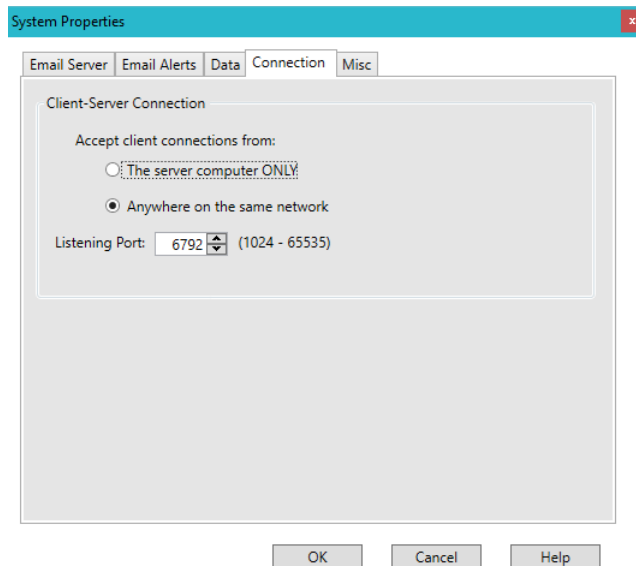 System Properties
x
Email Server Email Alerts Data Connection Misc
Client-Server Connection
Accept client connections from:
The server computer ONLY
Anywhere on the same network
Listening Port: 6792 (1024 - 65535)
OK Cancel Help